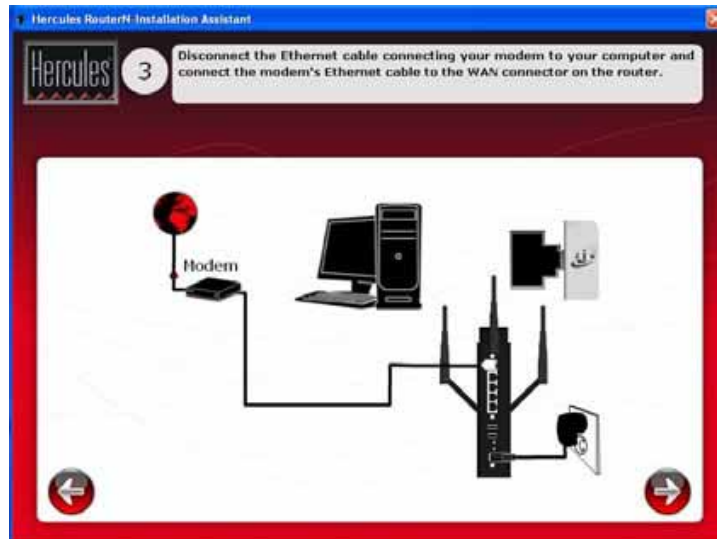 Hercules RouterN Installation Assistant
Hercules
3
Disconnect the Ethernet cable connecting your modem to your computer and
connect the modem's Ethernet cable to the WAN connector on the router.
Modem